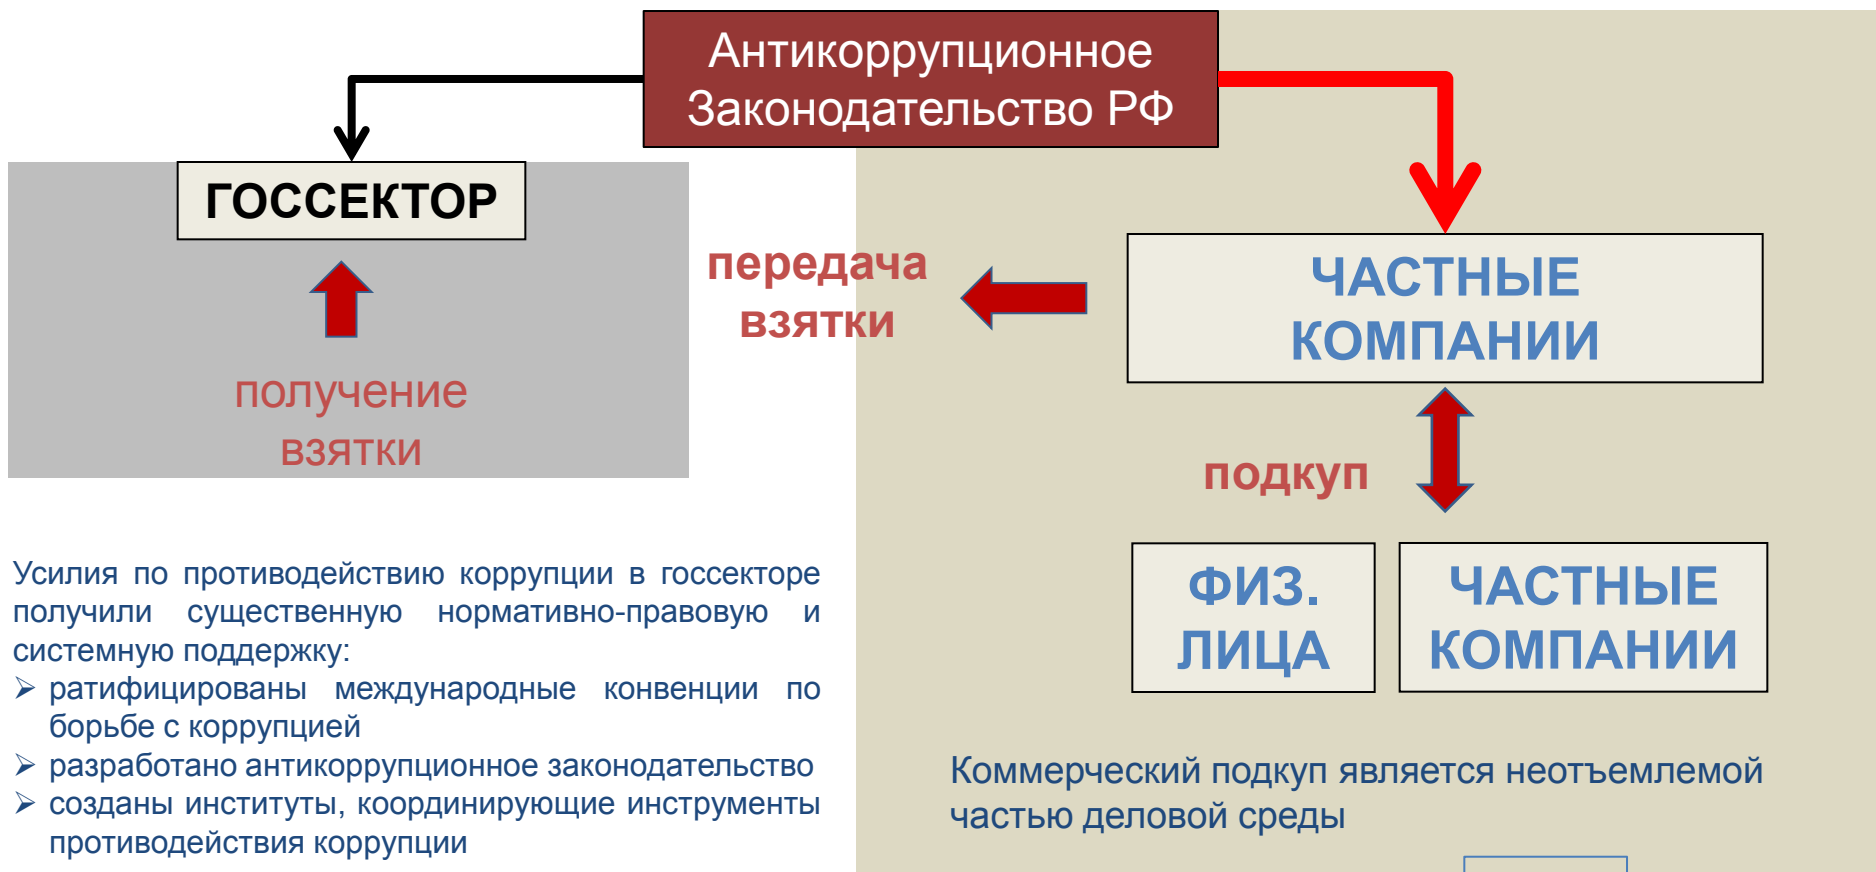 Антикоррупционное
Законодательство РФ
ГОССЕКТОР
получение
взятки
передача
взятки
ЧАСТНЫЕ
КОМПАНИИ
подкуп
ФИЗ.
ЛИЦА
ЧАСТНЫЕ
КОМПАНИИ
Усилия по противодействию коррупции в госсекторе
получили существенную нормативно-правовую и
системную поддержку:
➢ ратифицированы международные конвенции по
борьбе с коррупцией
➢ разработано антикоррупционное законодательство
➢ созданы институты, координирующие инструменты
противодействия коррупции
Коммерческий подкуп является неотъемлемой
частью деловой среды